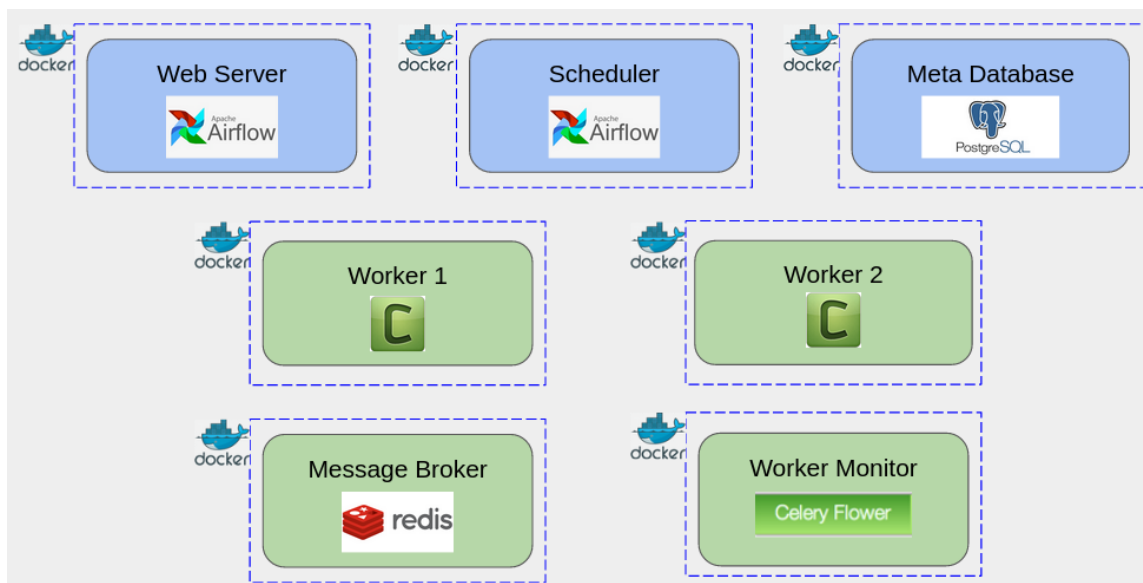 docker
Web Server
Apache
Airflow
docker
Scheduler
Apache
Airflow
docker
Meta Database
PostgreSQL
docker
Worker 1
C
docker
Worker 2
C
docker
Message Broker
redis
docker
Worker Monitor
Celery Flower